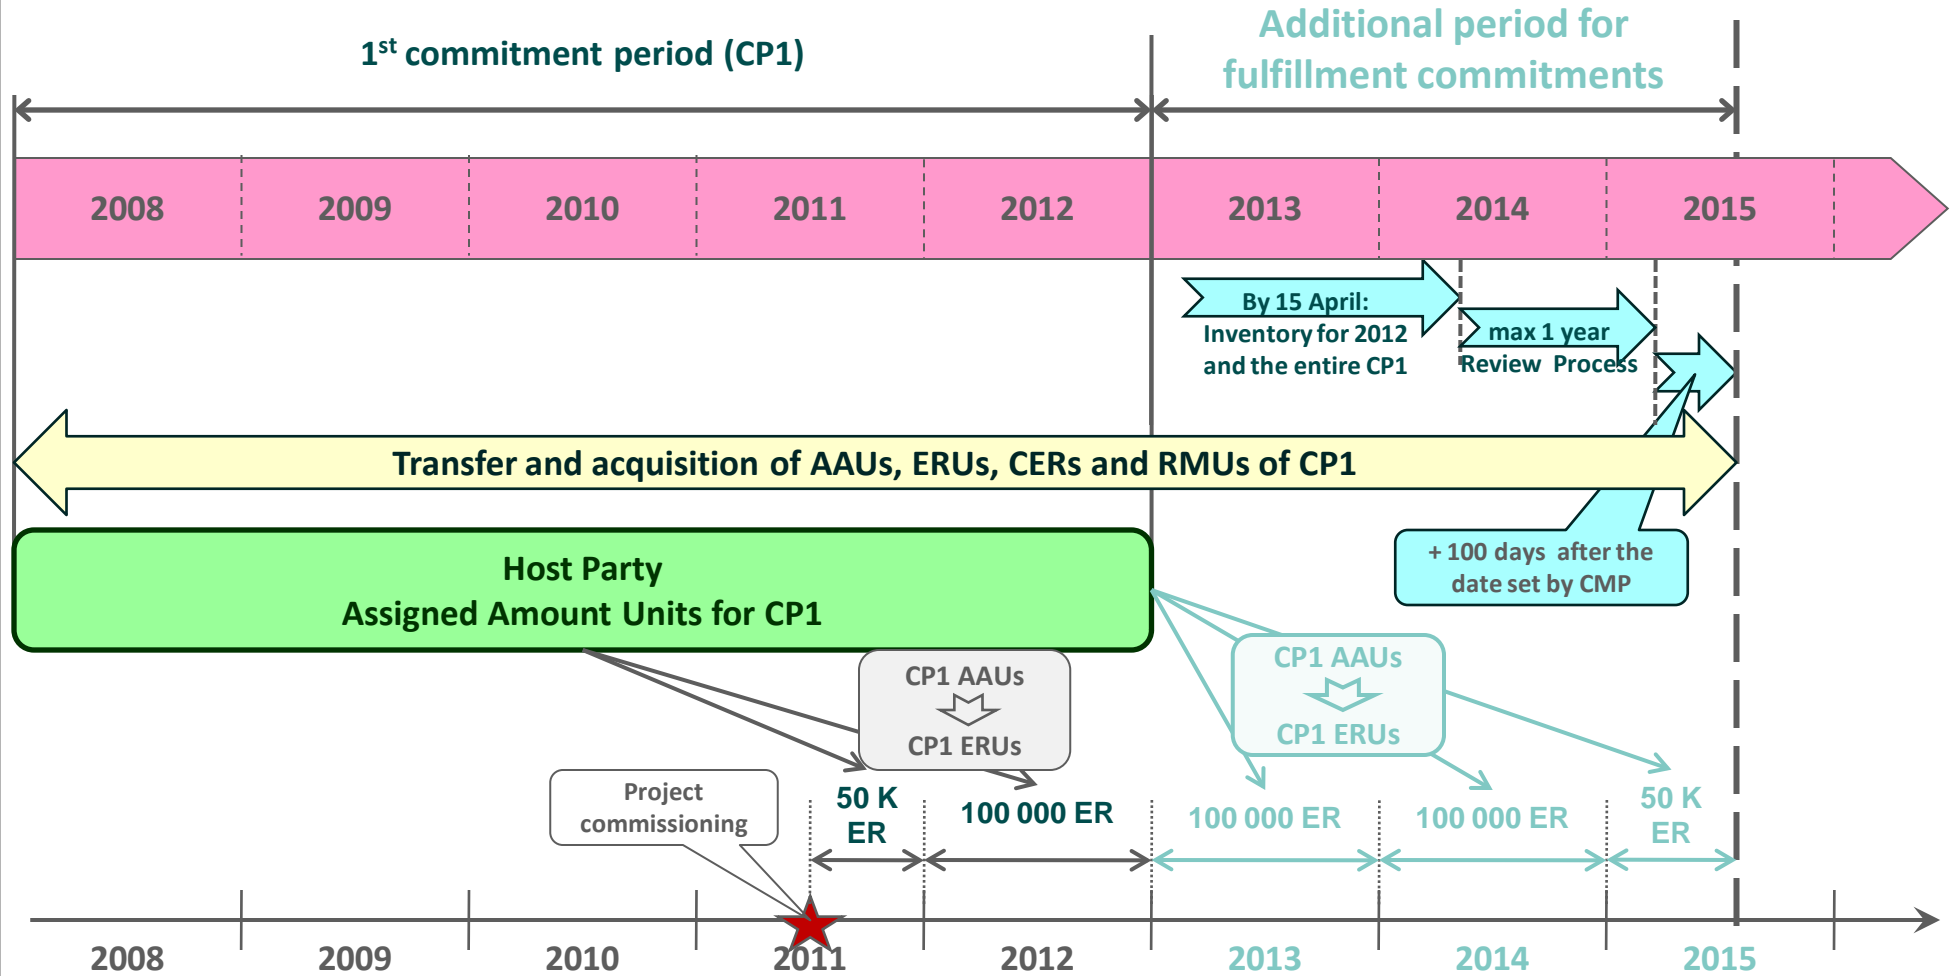 1st commitment period (CP1)
Additional period for
fulfillment commitments
2008 2009 2010 2011 2012 2013 2014 2015
By 15 April:
Inventory for 2012
and the entire CP1
max 1 year
Review Process
Transfer and acquisition of AAUs, ERUs, CERs and RMUs of CP1
+ 100 days after the
date set by CMP
Host Party
Assigned Amount Units for CP1
CP1 AAUs
CP1 ERUs
CP1 AAUs
CP1 ERUs
Project
commissioning
50 K
ER
100 000 ER
100 000 ER
100 000 ER
50 K
ER
2008 2009 2010 2011 2012 2013 2014 2015